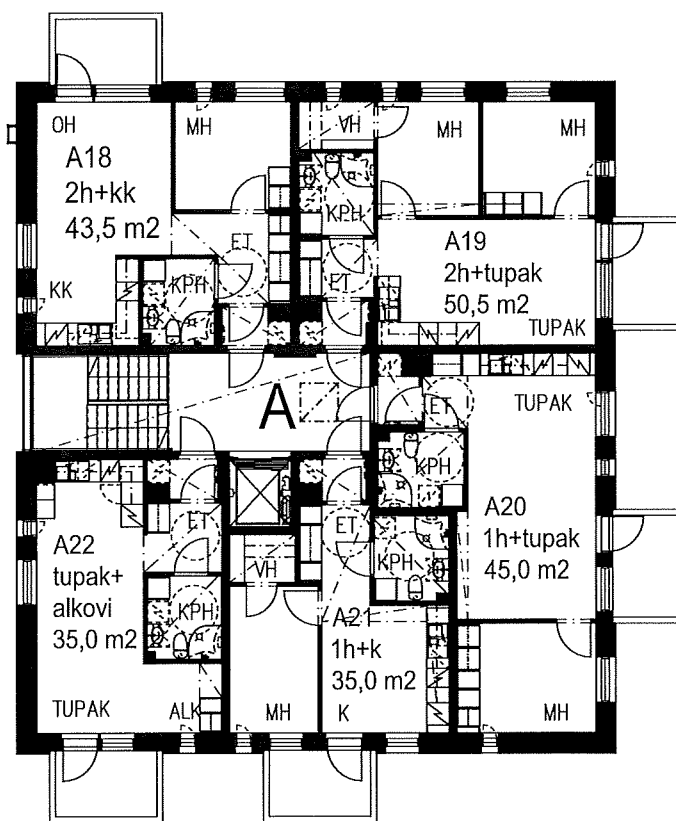 OH
MH
VH
MH
MH
A18
2h+kk
43,5 m2
KPH
ET
KK
KPH
ET
A19
2h+tupak
50,5 m2
TUPAK
A
ET
TUPAK
KPH
A20
1h+tupak
45,0 m2
A22
tupak+
alkovi
35,0 m2
ET
VH
ET
KPH
KPH
A21
1h+k
35,0 m2
TUPAK
ALK
MH
K
MH